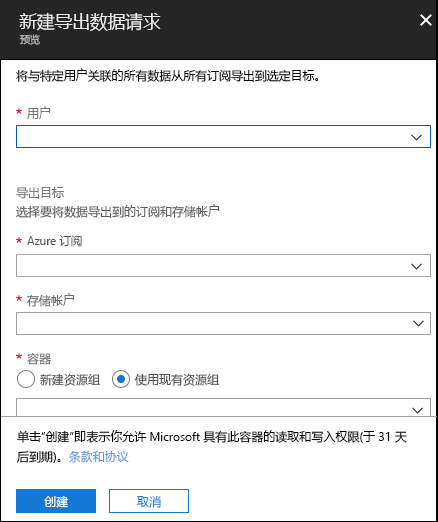 新建导出数据请求
预览
将与特定用户关联的所有数据从所有订阅导出到选定目标。
* 用户
导出目标
选择要将数据导出到的订阅和存储帐户
* Azure 订阅
* 存储帐户
* 容器
新建资源组 使用现有资源组
单击“创建”即表示你允许 Microsoft 具有此容器的读取和写入权限(于 31 天
后到期)。条款和协议
创建 取消